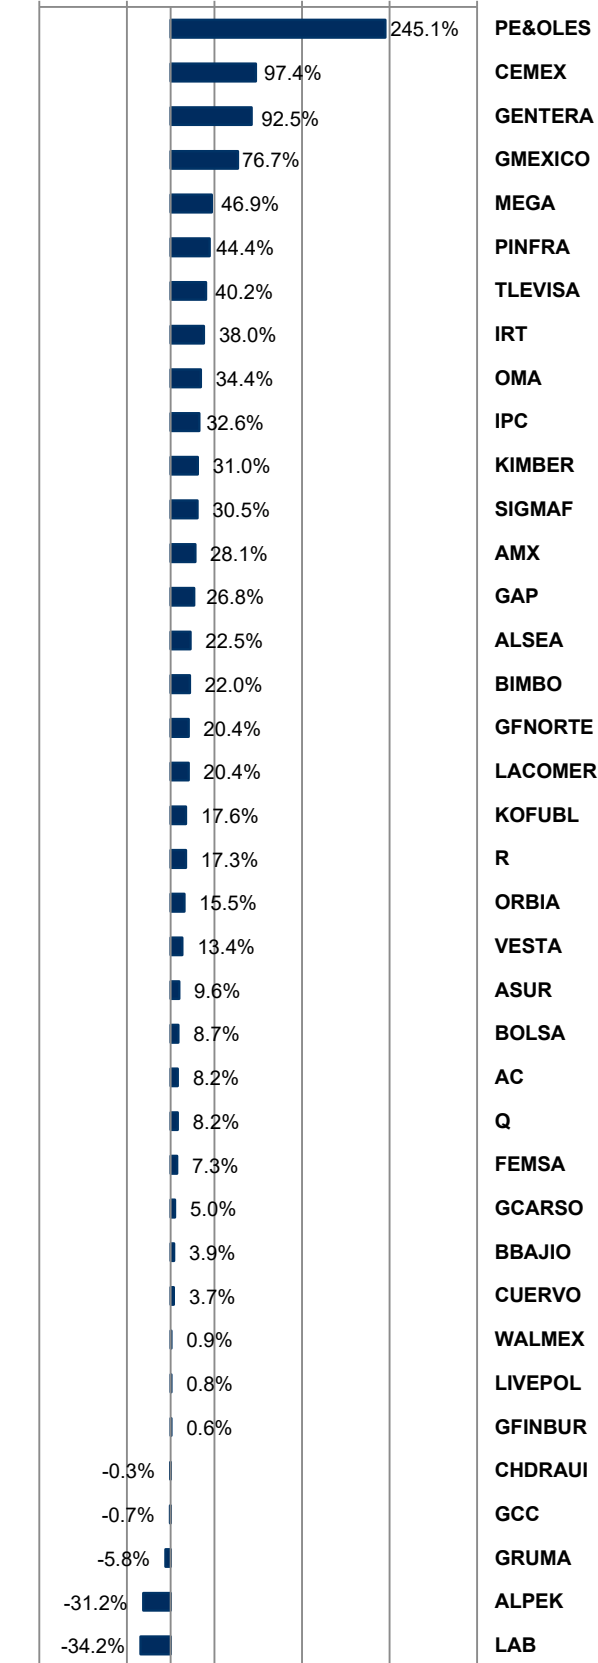 245.1% PE&OLES
97.4% CEMEX
92.5% GENTERA
76.7% GMEXICO
46.9% MEGA
44.4% PINFRA
40.2% TLEVISA
38.0% IRT
34.4% OMA
32.6% IPC
31.0% KIMBER
30.5% SIGMAF
28.1% AMX
26.8% GAP
22.5% ALSEA
22.0% BIMBO
20.4% GFNORTE
20.4% LACOMER
17.6% KOFUBL
17.3% R
15.5% ORBIA
13.4% VESTA
9.6% ASUR
8.7% BOLSA
8.2% AC
8.2% Q
7.3% FEMSA
5.0% GCARSO
3.9% BBAJIO
3.7% CUERVO
0.9% WALMEX
0.8% LIVEPOL
0.6% GFINBUR
-0.3% CHDRAUI
-0.7% GCC
-5.8% GRUMA
-31.2% ALPEK
-34.2% LAB